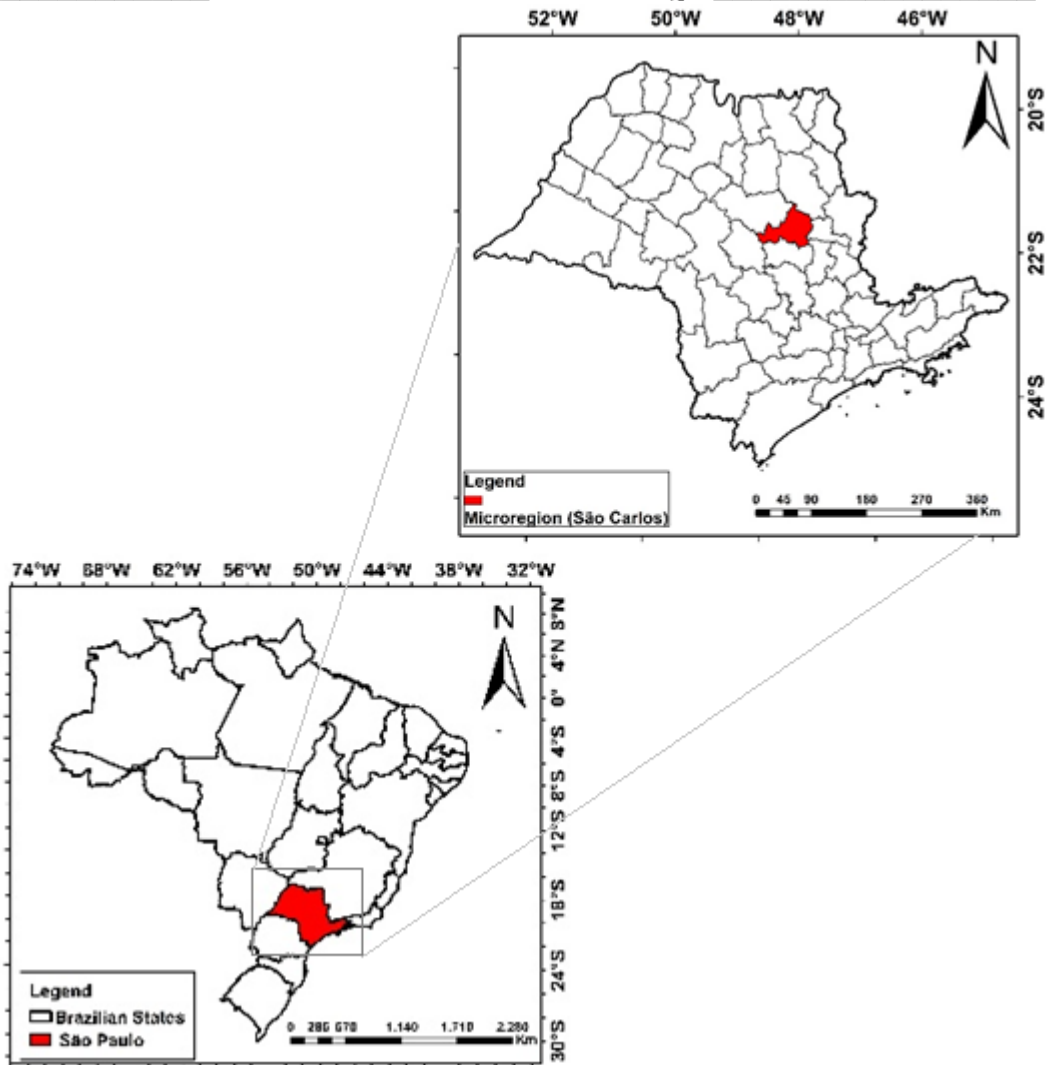 52°W 50°W 48°W 46°W
N
20°S
22°S
24°S
Legend
Microregion (São Carlos)
0 45 90 180 270 360
Km
74°W 68°W 62°W 56°W 50°W 44°W 38°W 32°W
N
8°N
4°N
0°
4°S
8°S
12°S
18°S
24°S
30°S
Legend
Brazilian States
São Paulo
0 285 570 1.140 1.710 2.280
Km